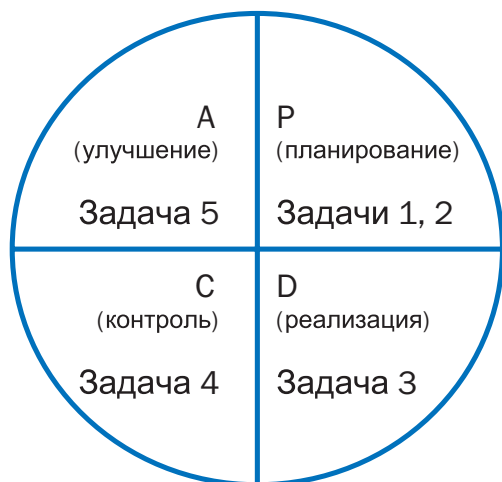 A
(улучшение)
Задача 5
P
(планирование)
Задачи 1, 2
C
(контроль)
Задача 4
D
(реализация)
Задача 3